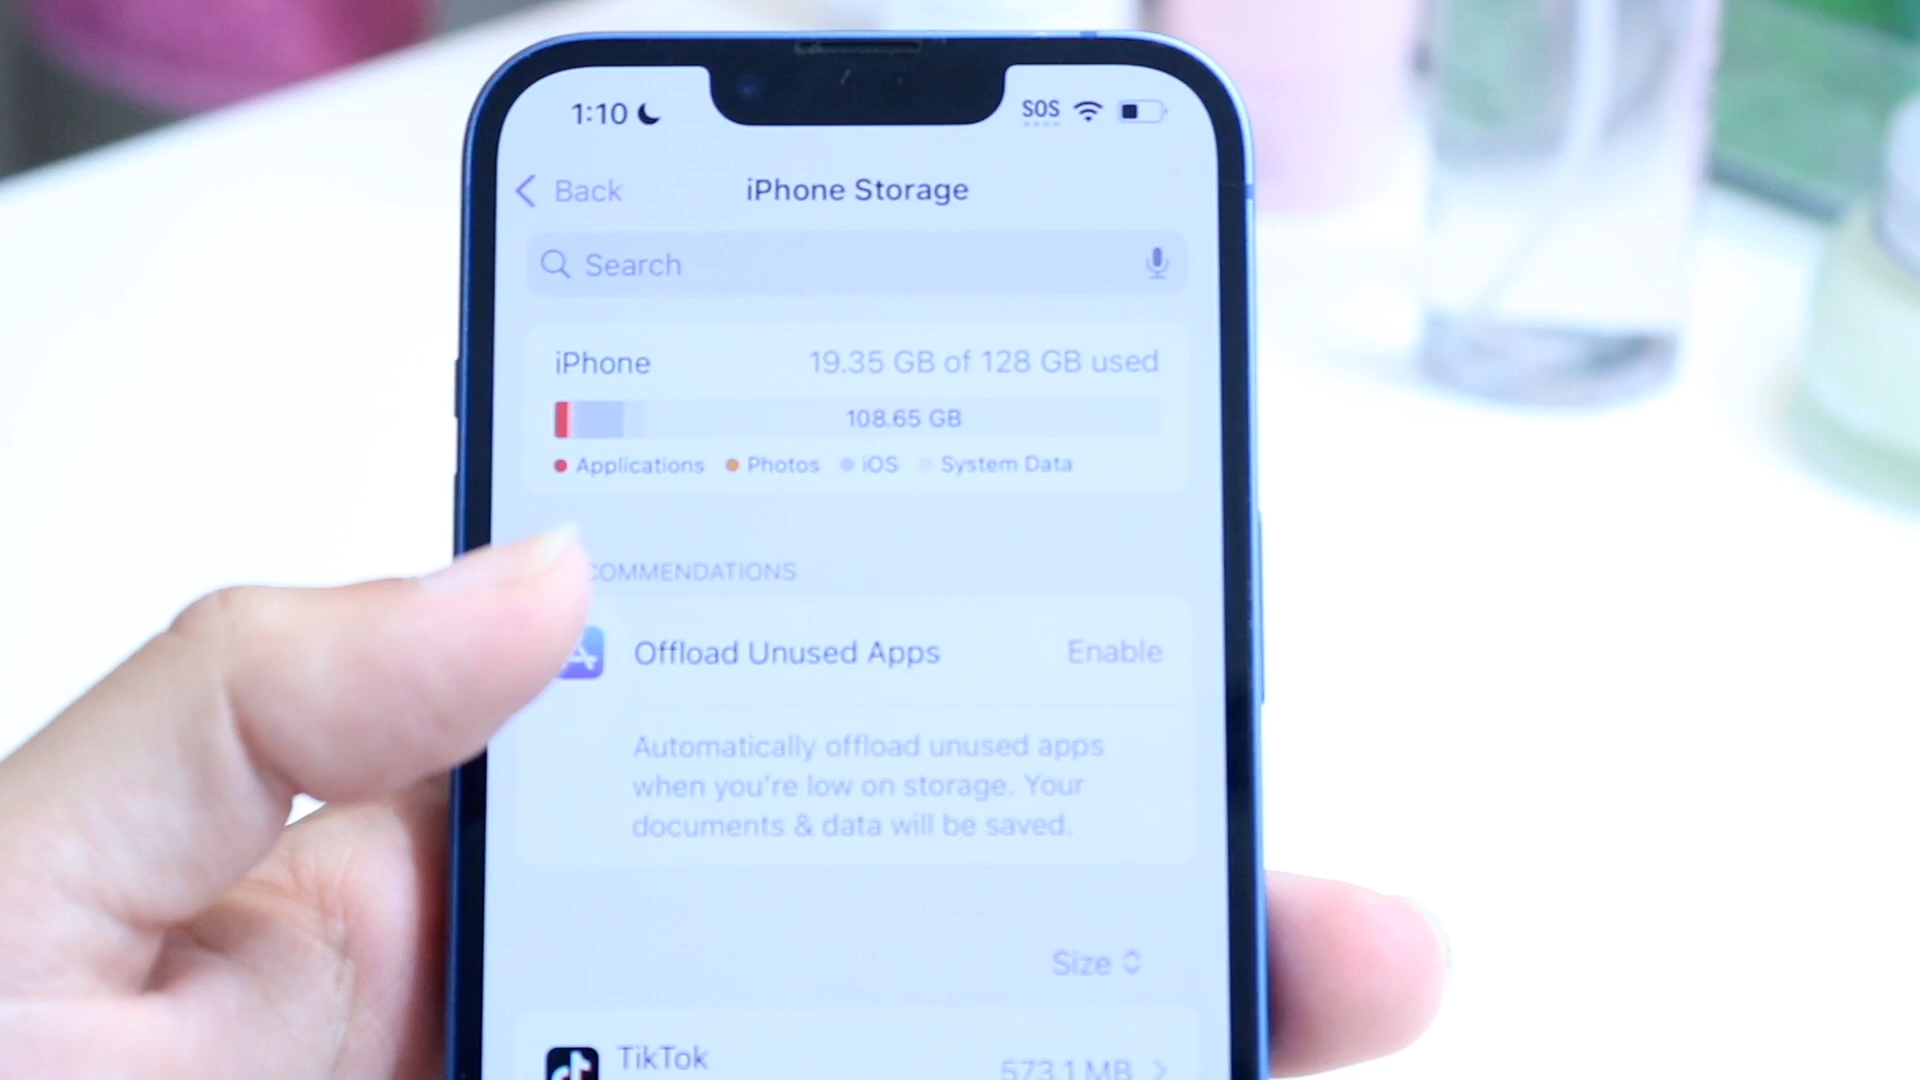 1:10 SOS
Back iPhone Storage
Search
iPhone 19.35 GB of 128 GB used
108.65 GB
Applications Photos iOS System Data
COMMENDATIONS
Offload Unused Apps Enable
Automatically offload unused apps
when you're low on storage. Your
documents & data will be saved.
Size
TikTok
573.1 MB